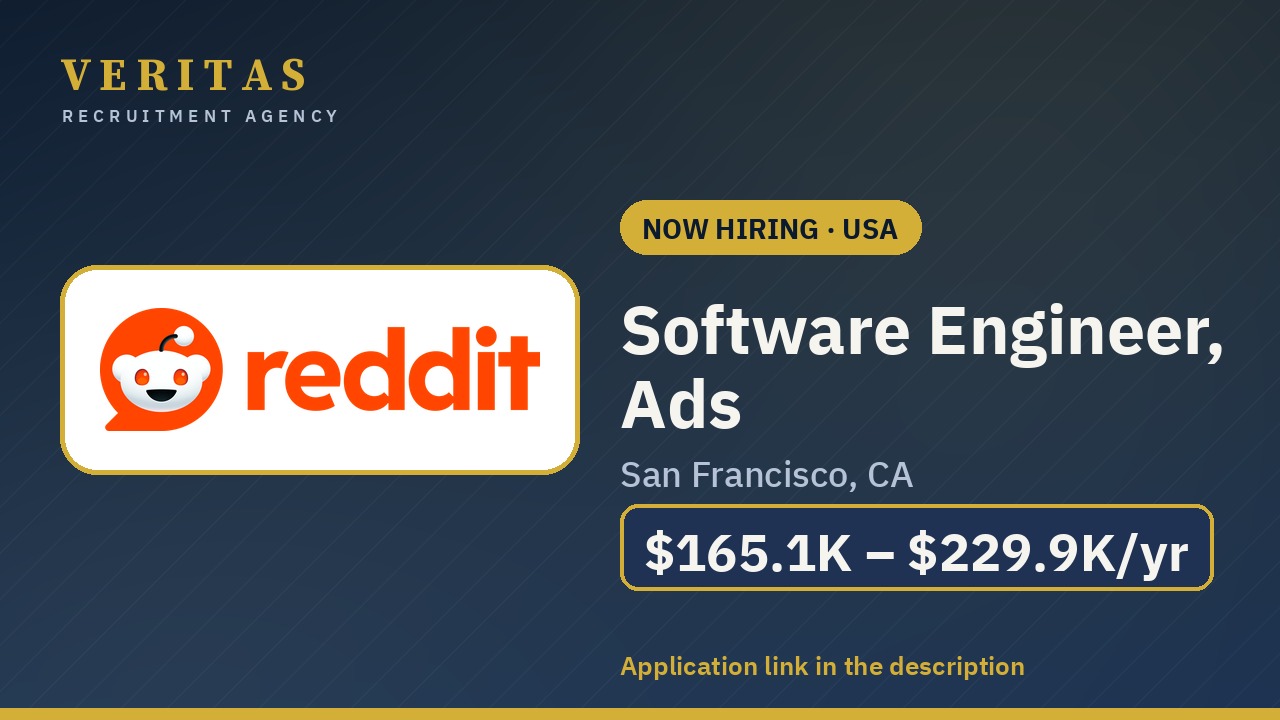 VERITAS
RECRUITMENT AGENCY
NOW HIRING · USA
reddit
Software Engineer,
Ads
San Francisco, CA
$165.1K – $229.9K/yr
Application link in the description